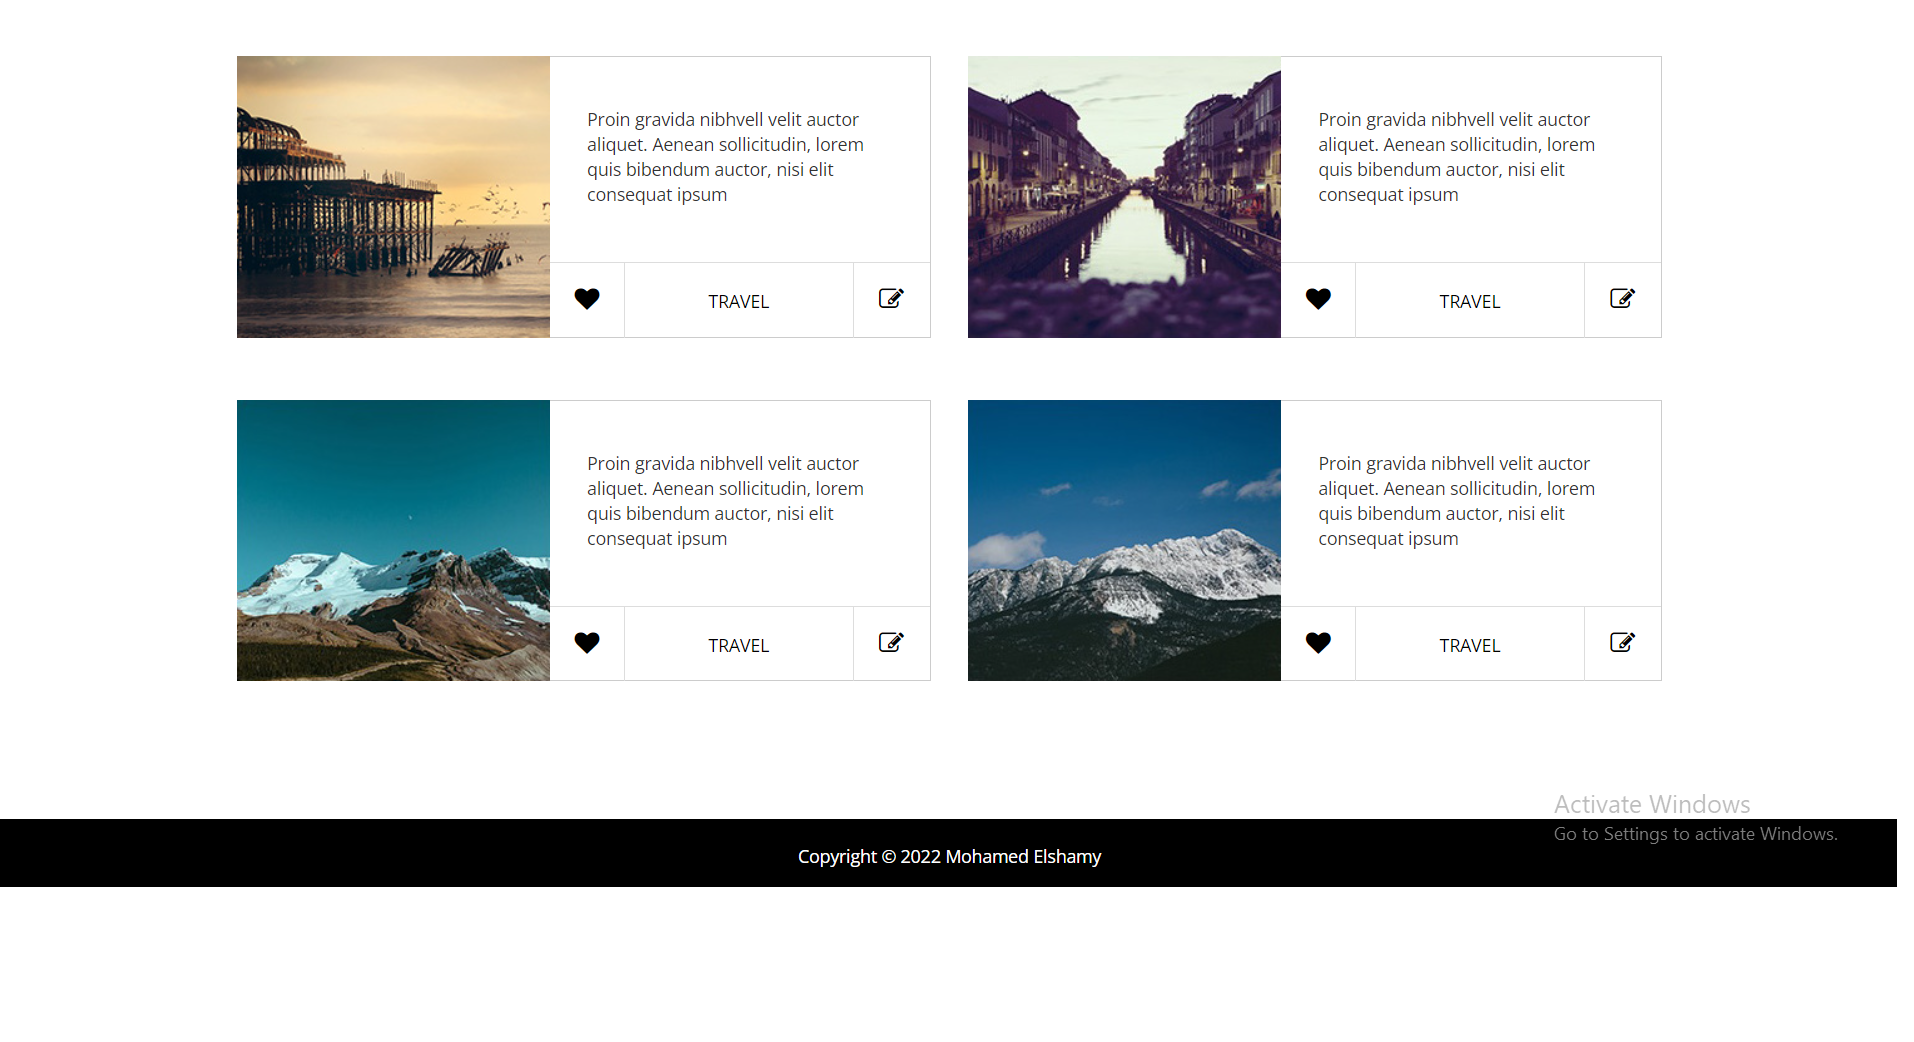 Proin gravida nibhvell velit auctor
aliquet. Aenean sollicitudin, lorem
quis bibendum auctor, nisi elit
consequat ipsum
TRAVEL
Proin gravida nibhvell velit auctor
aliquet. Aenean sollicitudin, lorem
quis bibendum auctor, nisi elit
consequat ipsum
TRAVEL
Proin gravida nibhvell velit auctor
aliquet. Aenean sollicitudin, lorem
quis bibendum auctor, nisi elit
consequat ipsum
TRAVEL
Proin gravida nibhvell velit auctor
aliquet. Aenean sollicitudin, lorem
quis bibendum auctor, nisi elit
consequat ipsum
TRAVEL
Activate Windows
Go to Settings to activate Windows.
Copyright © 2022 Mohamed Elshamy